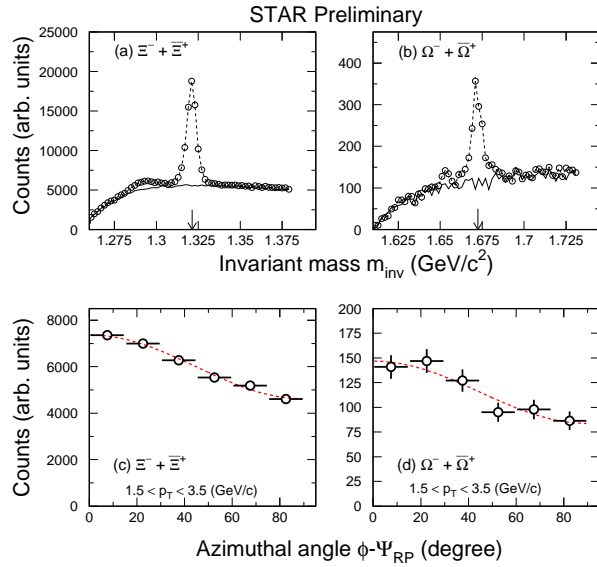 STAR Preliminary
Counts (arb. units)
(a) Ξ⁻ + Ξ̅⁺
25000
20000
15000
10000
5000
0
1.275 1.3 1.325 1.35 1.375
(b) Ω⁻ + Ω̅⁺
400
300
200
100
0
1.625 1.65 1.675 1.7 1.725
Invariant mass m_inv (GeV/c²)
Counts (arb. units)
8000
6000
4000
2000
0
(c) Ξ⁻ + Ξ̅⁺
1.5 < p_T < 3.5 (GeV/c)
0 20 40 60 80
200
175
150
125
100
75
50
25
0
(d) Ω⁻ + Ω̅⁺
1.5 < p_T < 3.5 (GeV/c)
0 20 40 60 80
Azimuthal angle ϕ-Ψ_RP (degree)